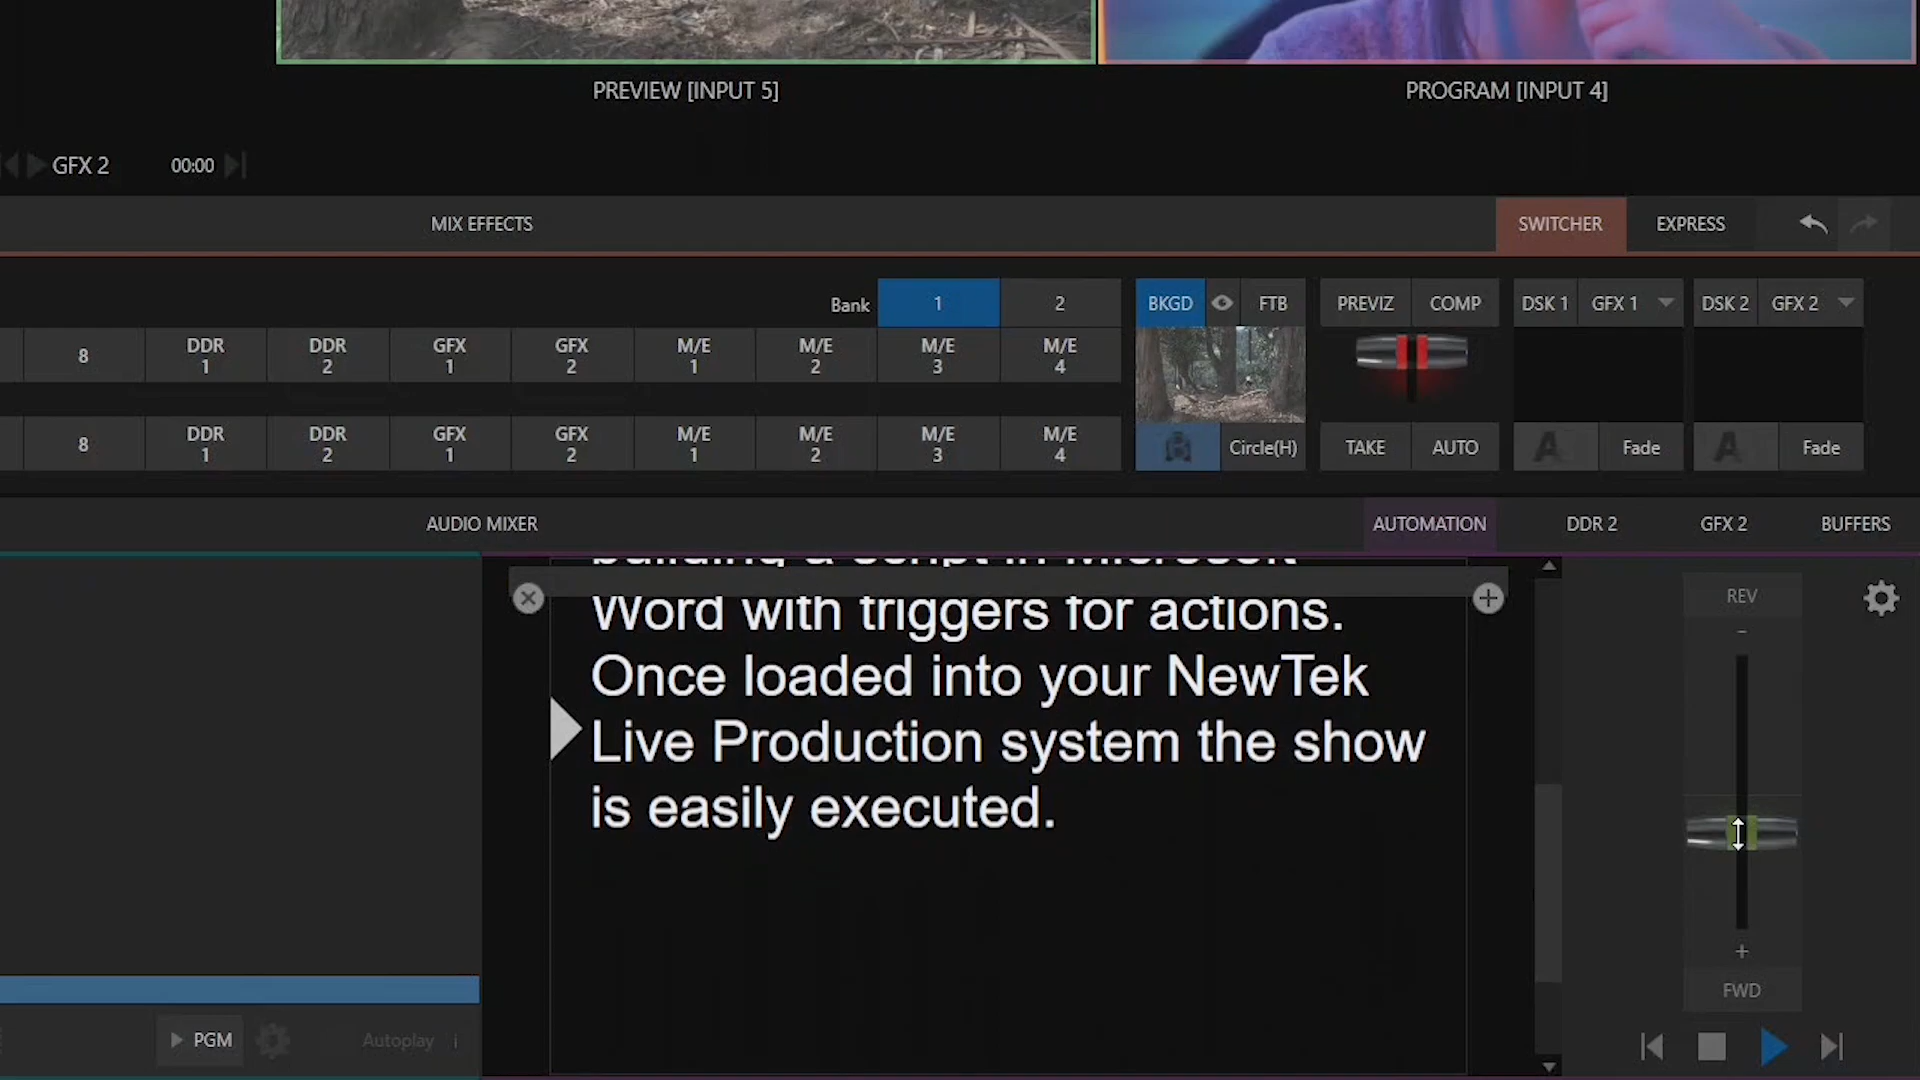 PREVIEW [INPUT 5]
PROGRAM [INPUT 4]
GFX 2 00:00
MIX EFFECTS SWITCHER EXPRESS
Bank 1 2 BKGD FTB PREVIZ COMP DSK 1 GFX 1 DSK 2 GFX 2
8 DDR 1 DDR 2 GFX 1 GFX 2 M/E 1 M/E 2 M/E 3 M/E 4
8 DDR 1 DDR 2 GFX 1 GFX 2 M/E 1 M/E 2 M/E 3 M/E 4 Circle(H) TAKE AUTO Fade Fade
AUDIO MIXER AUTOMATION DDR 2 GFX 2 BUFFERS
building a script in Microsoft
Word with triggers for actions.
Once loaded into your NewTek
Live Production system the show
is easily executed.
REV
-
+
FWD
PGM Autoplay